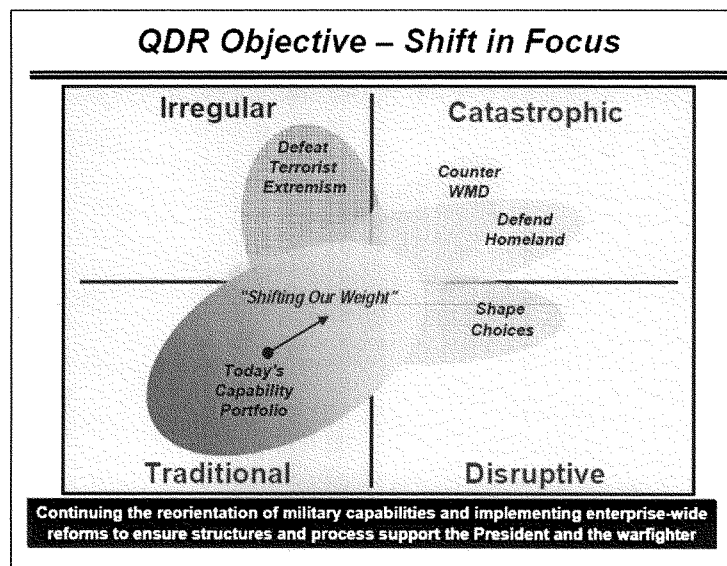 QDR Objective – Shift in Focus
Irregular
Catastrophic
Defeat
Terrorist
Extremism
Counter
WMD
Defend
Homeland
"Shifting Our Weight"
Shape
Choices
Today's
Capability
Portfolio
Traditional
Disruptive
Continuing the reorientation of military capabilities and implementing enterprise-wide
reforms to ensure structures and process support the President and the warfighter